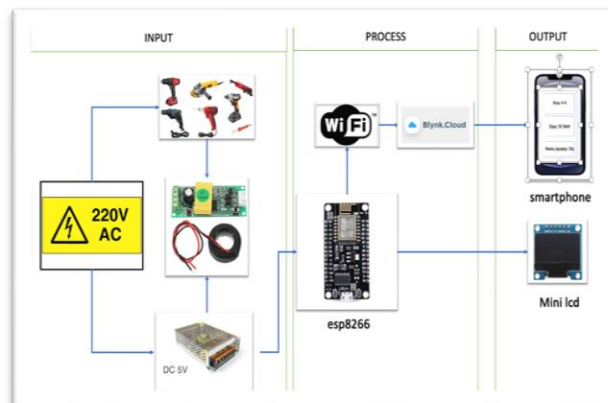 INPUT
PROCESS
OUTPUT
220V
AC
DC 5V
WiFi
Blynk.Cloud
esp8266
smartphone
Mini lcd